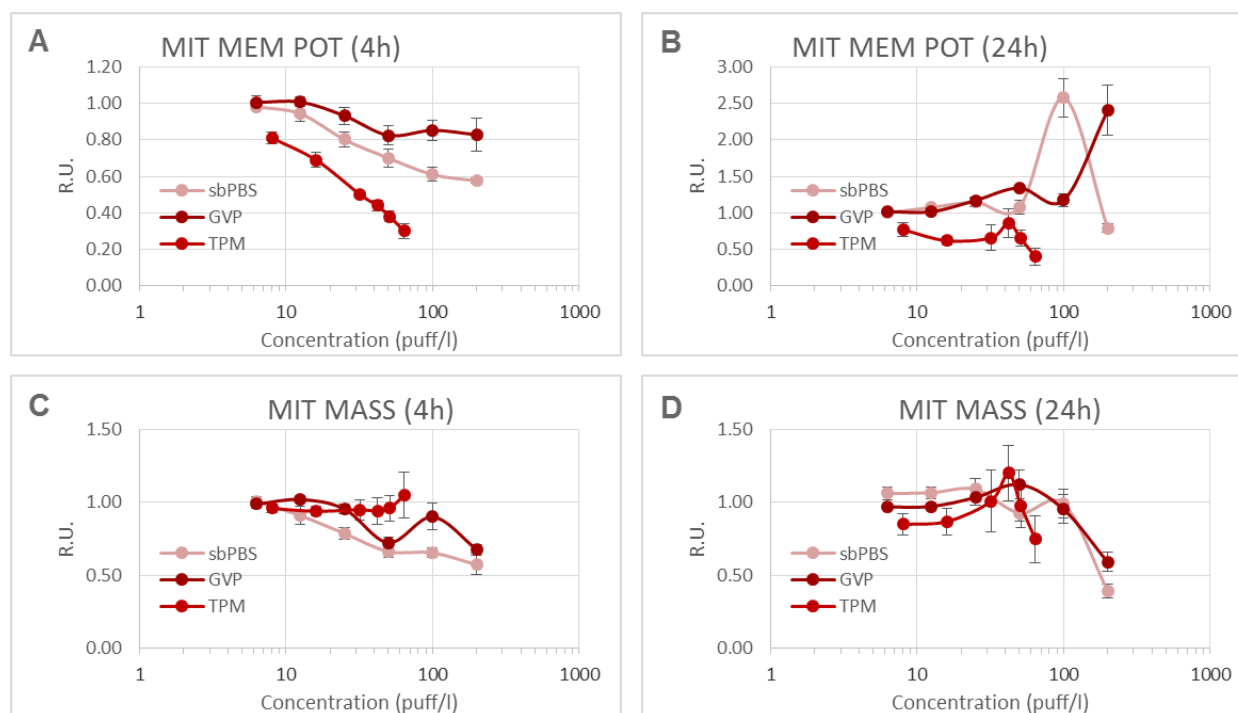 A
MIT MEM POT (4h)
1.20
1.00
0.80
0.60
0.40
0.20
0.00
R.U.
sbPBS
GVP
TPM
1 10 100 1000
Concentration (puff/l)
B
MIT MEM POT (24h)
3.00
2.50
2.00
1.50
1.00
0.50
0.00
R.U.
sbPBS
GVP
TPM
1 10 100 1000
Concentration (puff/l)
C
MIT MASS (4h)
1.50
1.00
0.50
0.00
R.U.
sbPBS
GVP
TPM
1 10 100 1000
Concentration (puff/l)
D
MIT MASS (24h)
1.50
1.00
0.50
0.00
R.U.
sbPBS
GVP
TPM
1 10 100 1000
Concentration (puff/l)